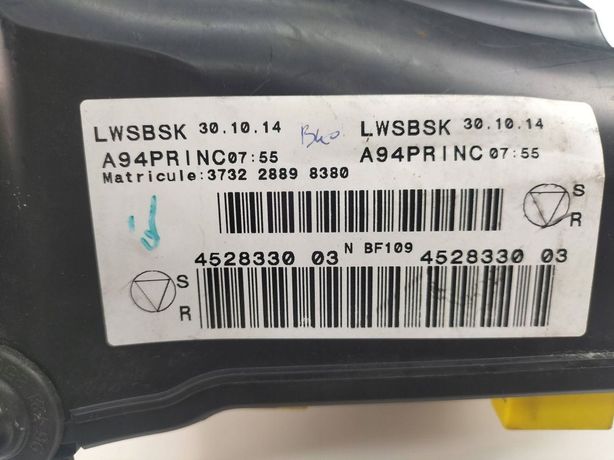 LWSBSK 30.10.14 LWSBSK 30.10.14
A94PRINC 07:55 A94PRINC 07:55
Matricule:3732 2889 8380
S
R
4528330 03 N BF109 4528330 03
S
R